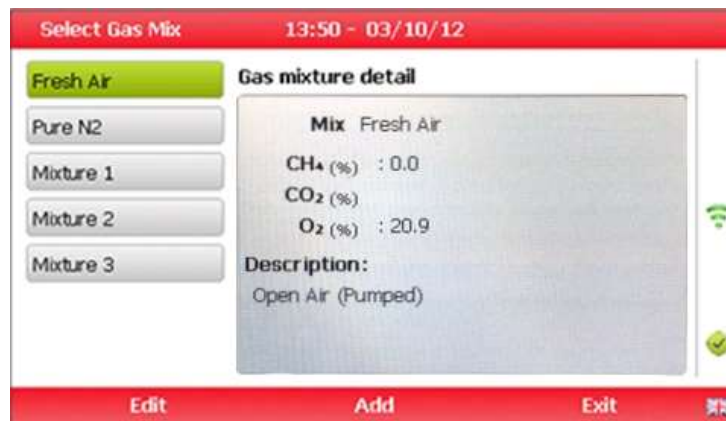 Select Gas Mix 13:50 - 03/10/12
Fresh Air
Pure N2
Mixture 1
Mixture 2
Mixture 3
Gas mixture detail
Mix Fresh Air
CH₄ (%) : 0.0
CO₂ (%)
O₂ (%) : 20.9
Description:
Open Air (Pumped)
Edit Add Exit